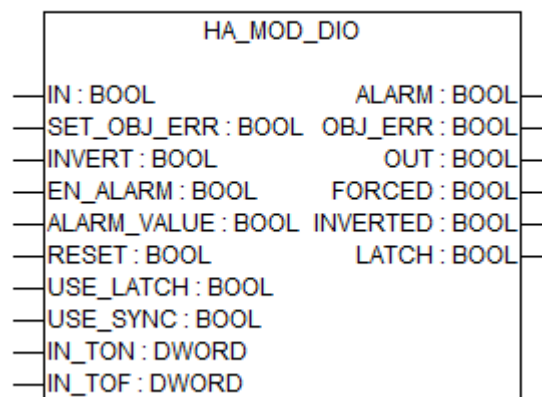 HA_MOD_DIO
IN : BOOL ALARM : BOOL
SET_OBJ_ERR : BOOL OBJ_ERR : BOOL
INVERT : BOOL OUT : BOOL
EN_ALARM : BOOL FORCED : BOOL
ALARM_VALUE : BOOL INVERTED : BOOL
RESET : BOOL LATCH : BOOL
USE_LATCH : BOOL
USE_SYNC : BOOL
IN_TON : DWORD
IN_TOF : DWORD